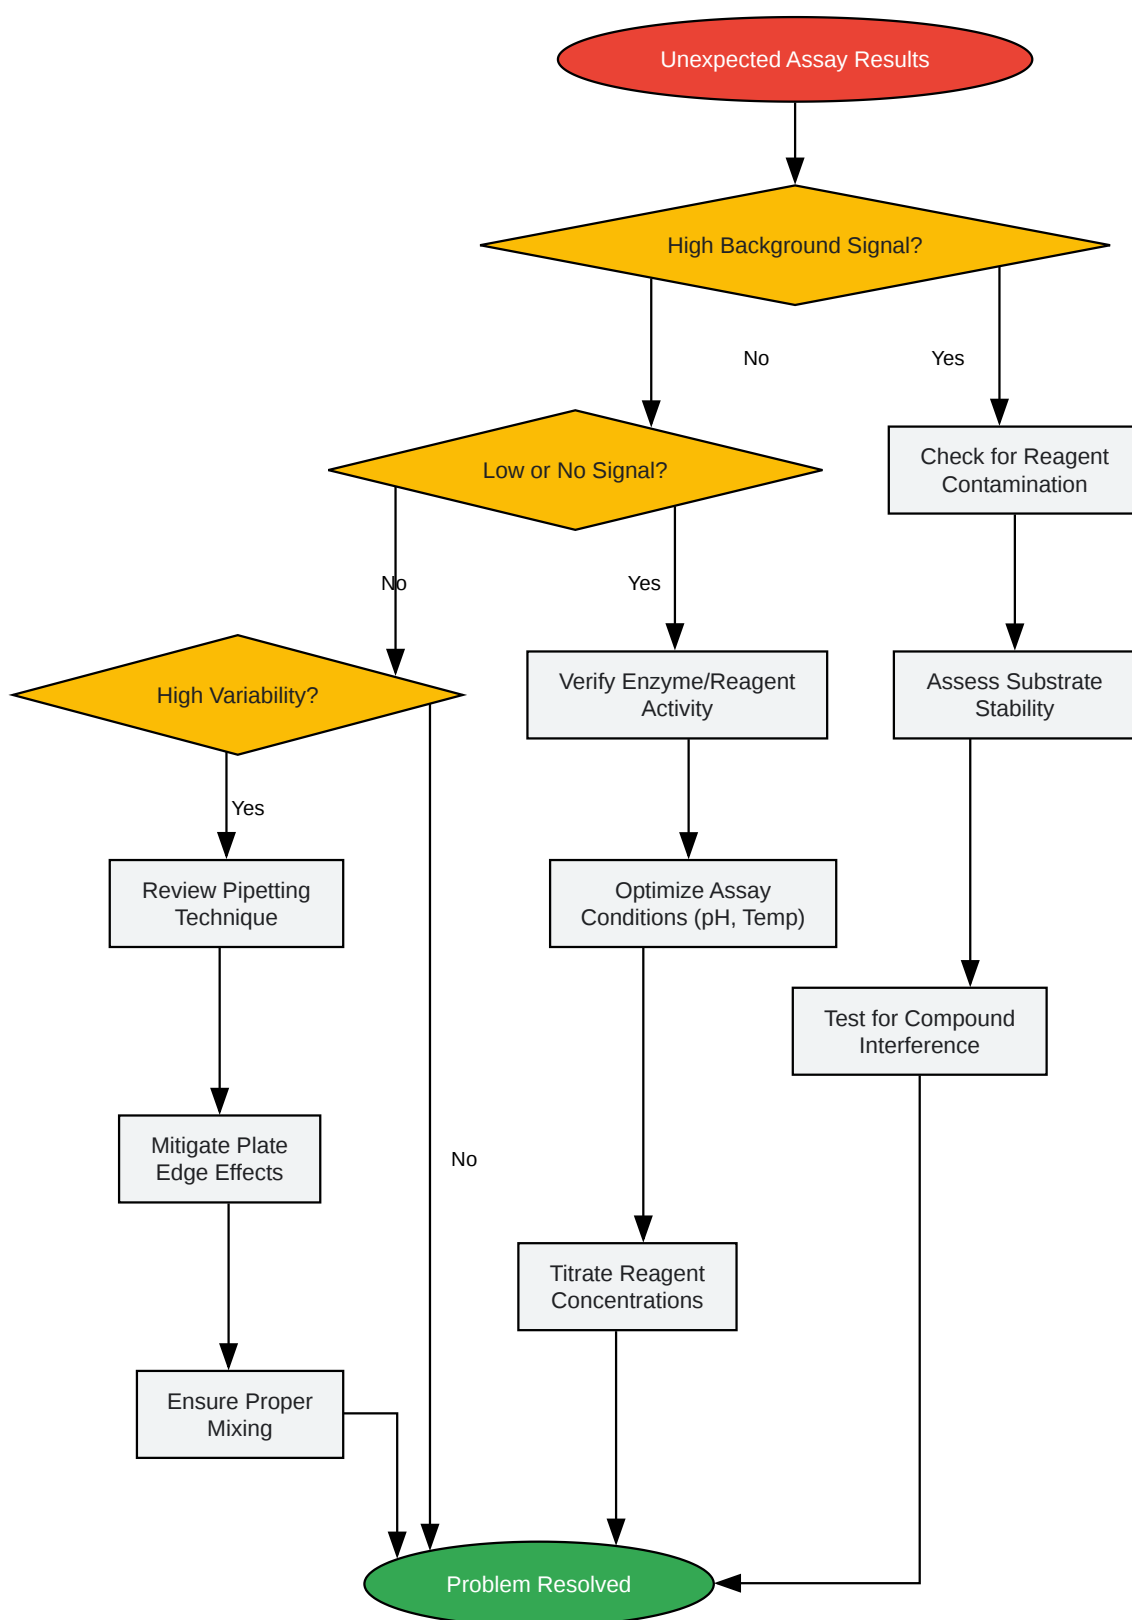 Unexpected Assay Results
High Background Signal?
No
Yes
Low or No Signal?
Check for Reagent
Contamination
No
Yes
High Variability?
Verify Enzyme/Reagent
Activity
Assess Substrate
Stability
Yes
Review Pipetting
Technique
Optimize Assay
Conditions (pH, Temp)
Test for Compound
Interference
Mitigate Plate
Edge Effects
No
Titrate Reagent
Concentrations
Ensure Proper
Mixing
Problem Resolved